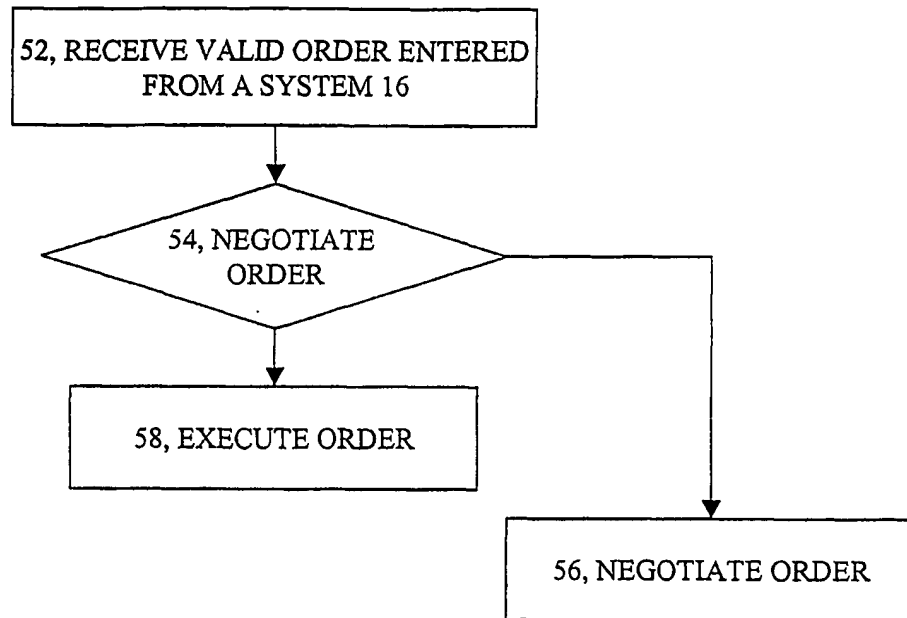 52, RECEIVE VALID ORDER ENTERED
FROM A SYSTEM 16
54, NEGOTIATE
ORDER
58, EXECUTE ORDER
56, NEGOTIATE ORDER